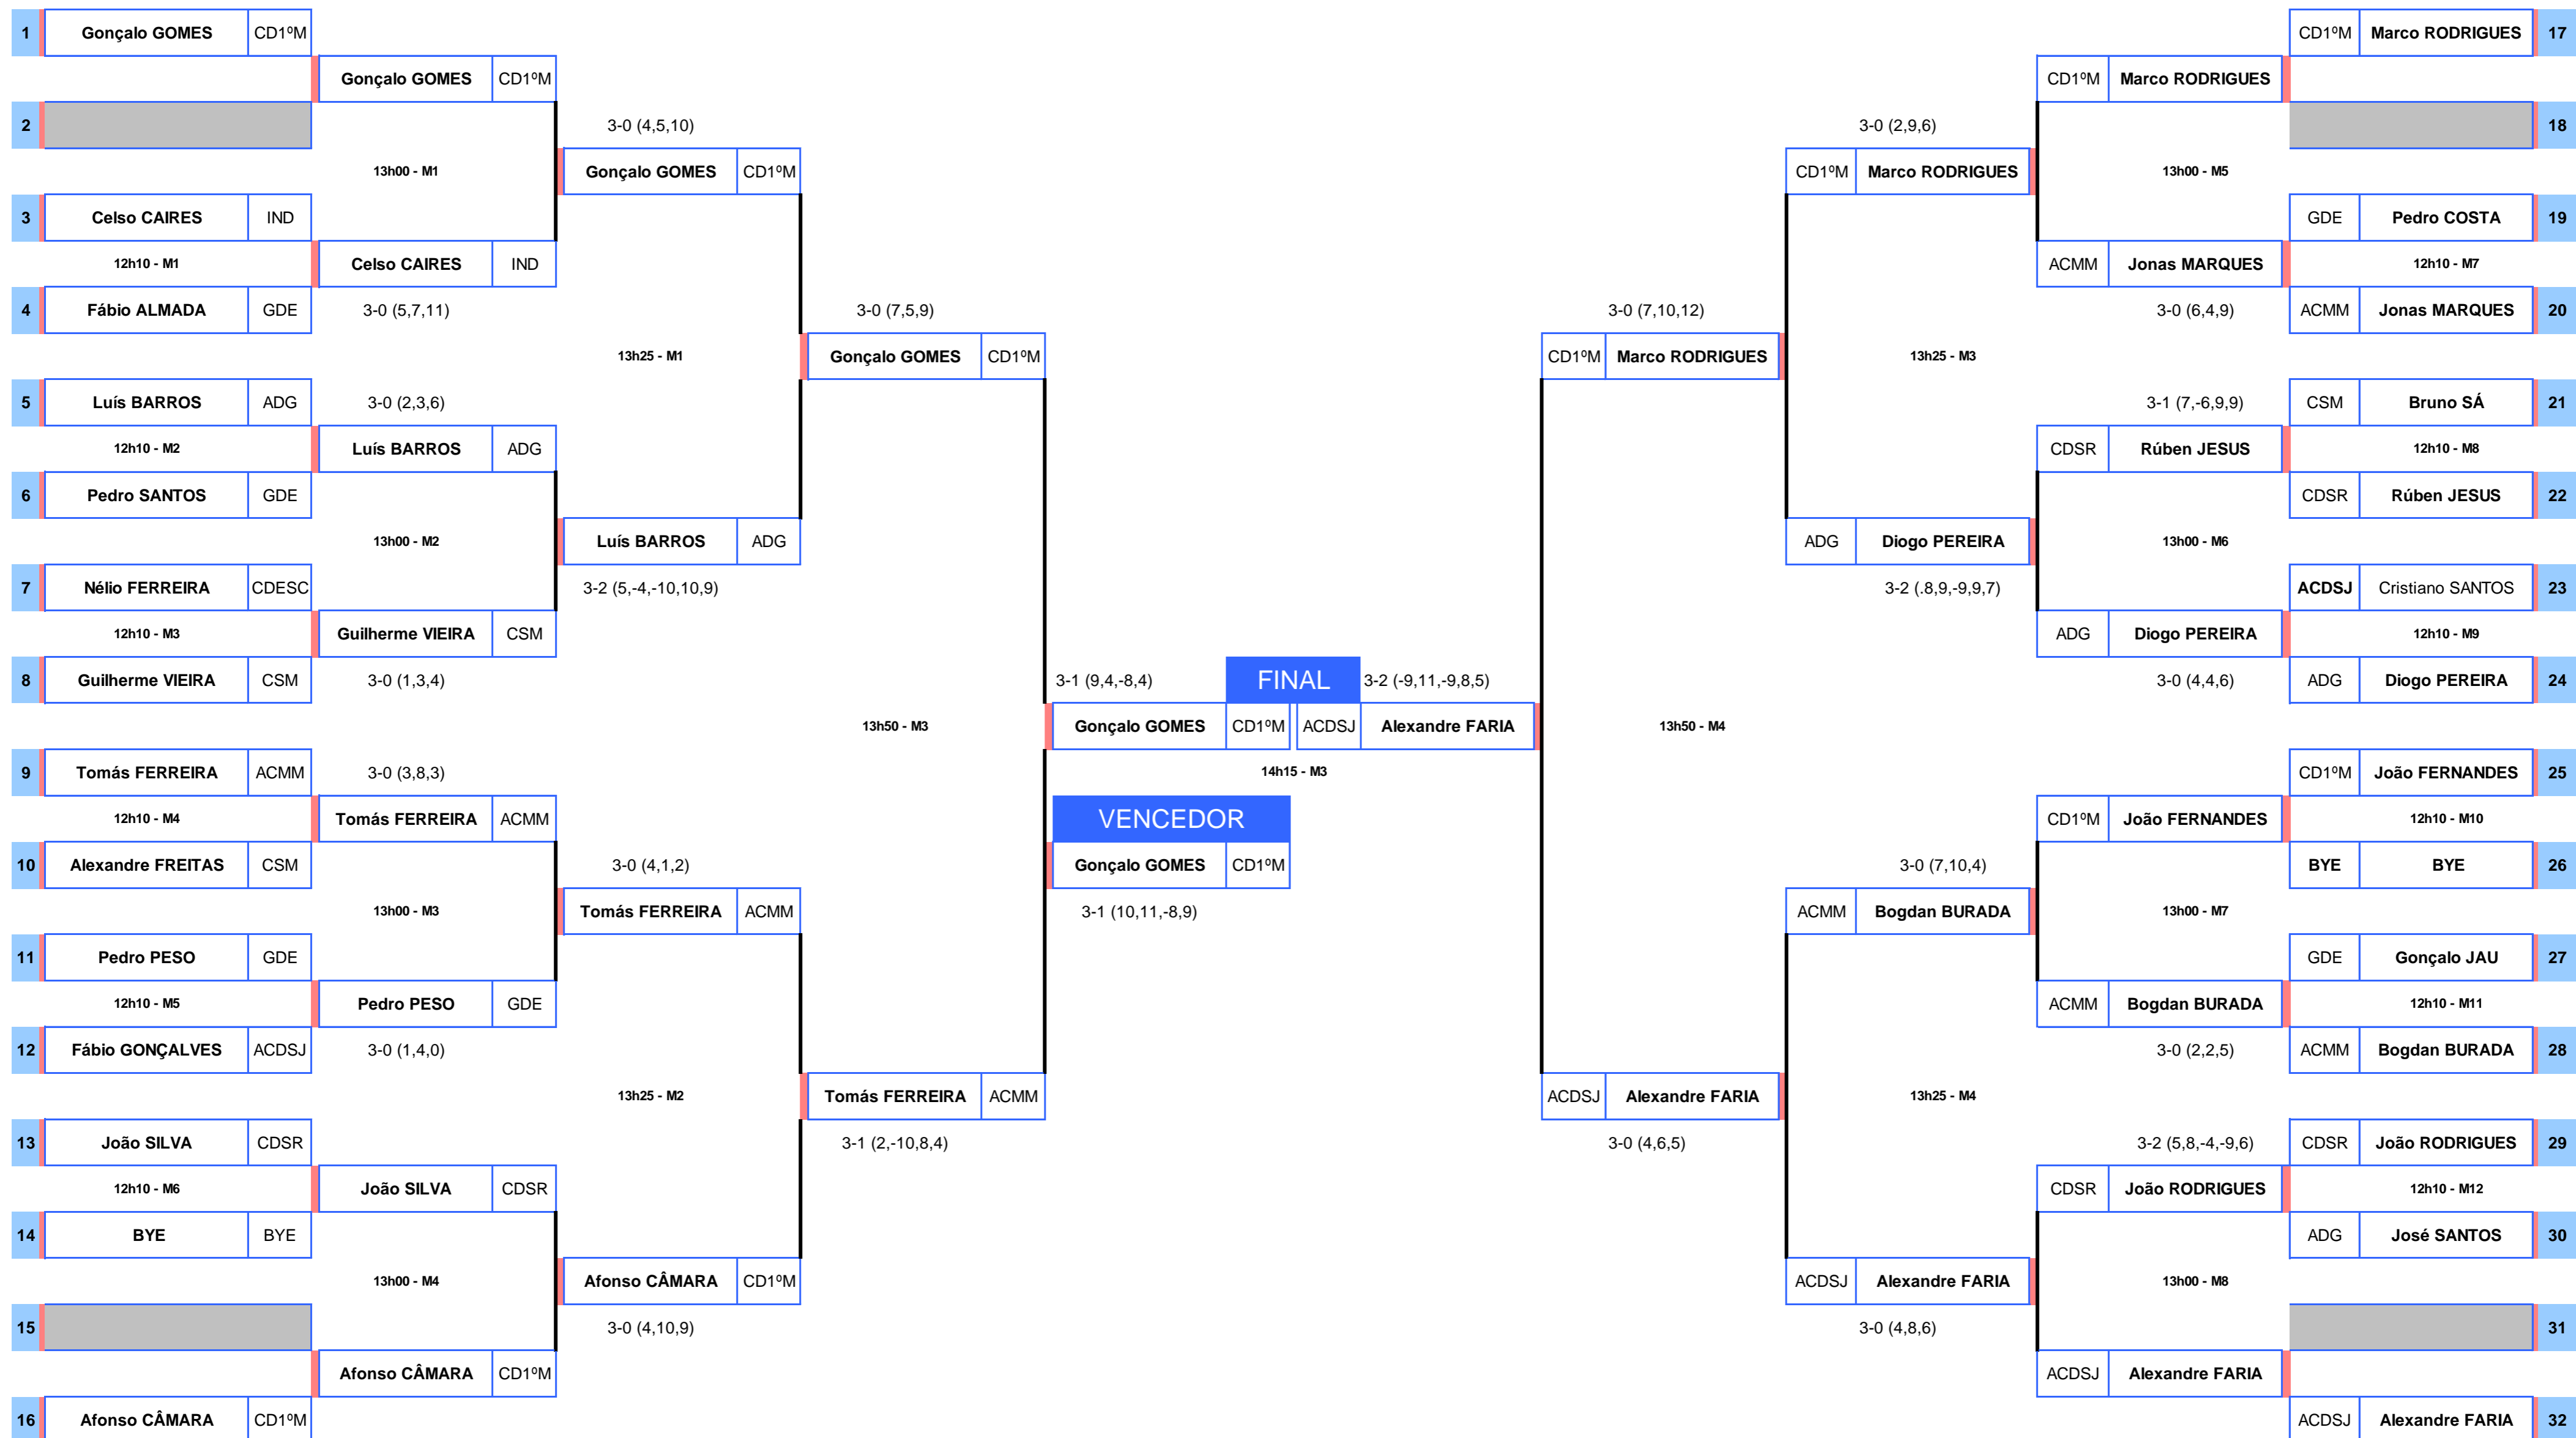 1 Gonçalo GOMES CD1ºM CD1ºM Marco RODRIGUES 17
Gonçalo GOMES CD1ºM CD1ºM Marco RODRIGUES
2 3-0 (4,5,10) 3-0 (2,9,6) 18
13h00 - M1 Gonçalo GOMES CD1ºM CD1ºM Marco RODRIGUES 13h00 - M5
3 Celso CAIRES IND GDE Pedro COSTA 19
12h10 - M1 Celso CAIRES IND ACMM Jonas MARQUES 12h10 - M7
4 Fábio ALMADA GDE 3-0 (5,7,11) 3-0 (7,5,9) 3-0 (7,10,12) 3-0 (6,4,9) ACMM Jonas MARQUES 20
13h25 - M1 Gonçalo GOMES CD1ºM CD1ºM Marco RODRIGUES 13h25 - M3
5 Luís BARROS ADG 3-0 (2,3,6) 3-1 (7,-6,9,9) CSM Bruno SÁ 21
12h10 - M2 Luís BARROS ADG CDSR Rúben JESUS 12h10 - M8
6 Pedro SANTOS GDE CDSR Rúben JESUS 22
13h00 - M2 Luís BARROS ADG ADG Diogo PEREIRA 13h00 - M6
7 Nélio FERREIRA CDESC 3-2 (5,-4,-10,10,9) 3-2 (.8,9,-9,9,7) ACDSJ Cristiano SANTOS 23
12h10 - M3 Guilherme VIEIRA CSM ADG Diogo PEREIRA 12h10 - M9
8 Guilherme VIEIRA CSM 3-0 (1,3,4) 3-1 (9,4,-8,4) FINAL 3-2 (-9,11,-9,8,5) 3-0 (4,4,6) ADG Diogo PEREIRA 24
13h50 - M3 Gonçalo GOMES CD1ºM ACDSJ Alexandre FARIA 13h50 - M4
9 Tomás FERREIRA ACMM 3-0 (3,8,3) 14h15 - M3 CD1ºM João FERNANDES 25
12h10 - M4 Tomás FERREIRA ACMM VENCEDOR CD1ºM João FERNANDES 12h10 - M10
10 Alexandre FREITAS CSM 3-0 (4,1,2) Gonçalo GOMES CD1ºM 3-0 (7,10,4) BYE BYE 26
13h00 - M3 Tomás FERREIRA ACMM 3-1 (10,11,-8,9) ACMM Bogdan BURADA 13h00 - M7
11 Pedro PESO GDE GDE Gonçalo JAU 27
12h10 - M5 Pedro PESO GDE ACMM Bogdan BURADA 12h10 - M11
12 Fábio GONÇALVES ACDSJ 3-0 (1,4,0) 3-0 (2,2,5) ACMM Bogdan BURADA 28
13h25 - M2 Tomás FERREIRA ACMM ACDSJ Alexandre FARIA 13h25 - M4
13 João SILVA CDSR 3-1 (2,-10,8,4) 3-0 (4,6,5) 3-2 (5,8,-4,-9,6) CDSR João RODRIGUES 29
12h10 - M6 João SILVA CDSR CDSR João RODRIGUES 12h10 - M12
14 BYE BYE ADG José SANTOS 30
13h00 - M4 Afonso CÂMARA CD1ºM ACDSJ Alexandre FARIA 13h00 - M8
15 3-0 (4,10,9) 3-0 (4,8,6) 31
Afonso CÂMARA CD1ºM ACDSJ Alexandre FARIA
16 Afonso CÂMARA CD1ºM ACDSJ Alexandre FARIA 32